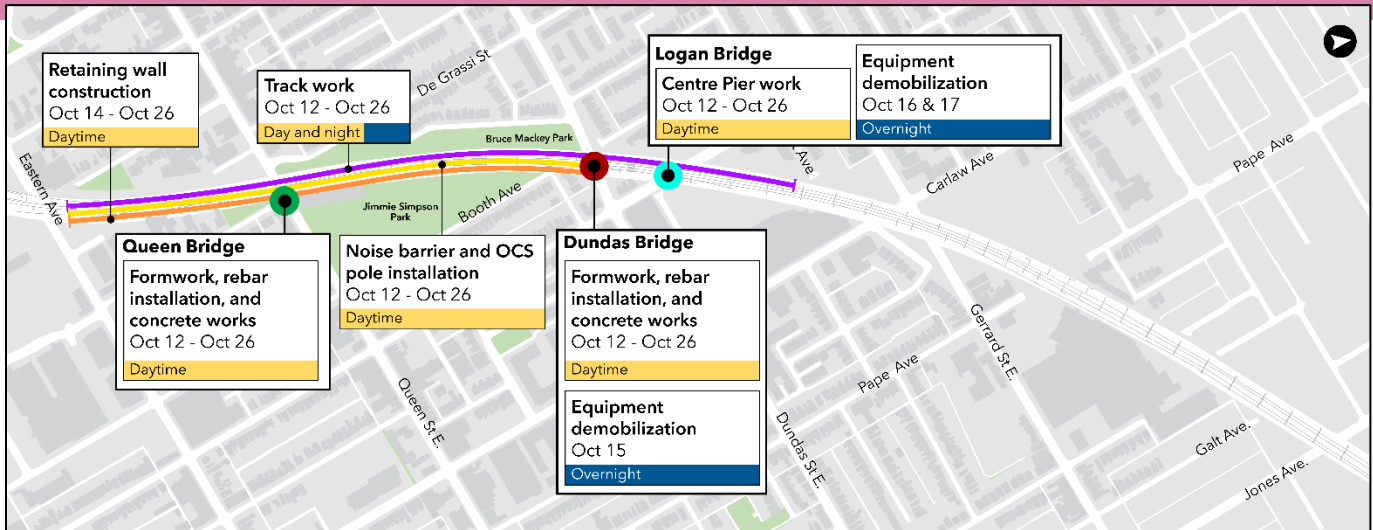 Retaining wall
construction
Oct 14 - Oct 26
Daytime
Track work
Oct 12 - Oct 26
Day and night
De Grassi St
Logan Bridge
Centre Pier work
Oct 12 - Oct 26
Daytime
Equipment
demobilization
Oct 16 & 17
Overnight
Bruce Mackey Park
Ave
Carlaw Ave
Pape Ave
Eastern Ave
Jimmie Simpson
Park
Booth Ave
Queen Bridge
Formwork, rebar
installation, and
concrete works
Oct 12 - Oct 26
Daytime
Noise barrier and OCS
pole installation
Oct 12 - Oct 26
Daytime
Dundas Bridge
Formwork, rebar
installation, and
concrete works
Oct 12 - Oct 26
Daytime
Equipment
demobilization
Oct 15
Overnight
Queen St E.
Dundas St E.
Pape Ave
Gerrard St E.
Galt Ave.
Jones Ave.